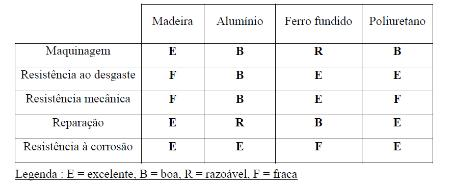 Madeira Alumínio Ferro fundido Poliuretano
Maquinagem E B R B
Resistência ao desgaste F B E E
Resistência mecânica F B E F
Reparação E R B E
Resistência à corrosão E E F E
Legenda : E = excelente, B = boa, R = razoável, F = fraca